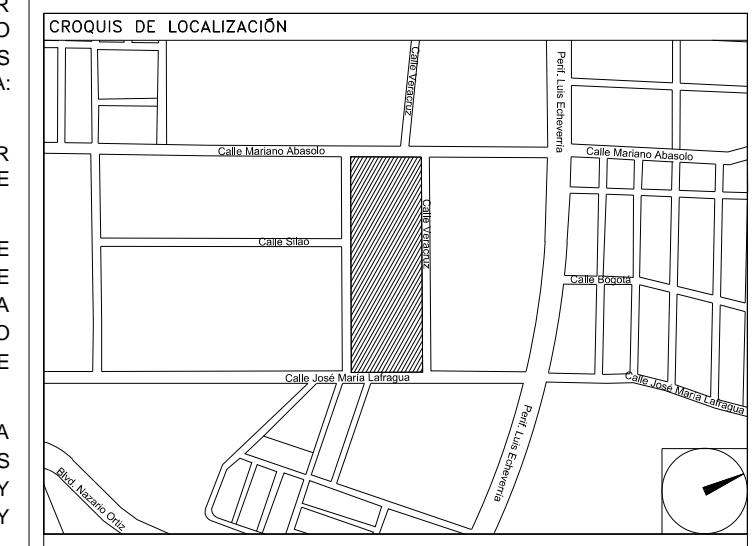 R
O
S
A:
R
E
E
E
A
O
E
A
S
Y
Y
CROQUIS DE LOCALIZACIÓN
Calle Veracruz
Perif. Luis Echeverría
Calle Mariano Abasolo
Calle Mariano Abasolo
Calle Veracruz
Calle Silao
Calle Bogotá
Calle José María Lafragua
Calle José María Lafragua
Perif. Luis Echeverría
Blvd. Nazario Ortiz